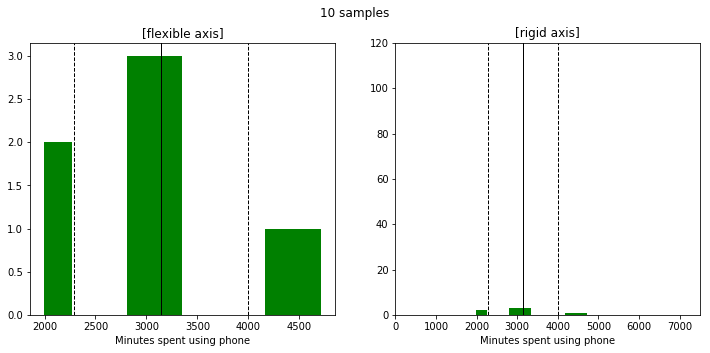 10 samples
[flexible axis]
3.0
2.5
2.0
1.5
1.0
0.5
0.0
2000 2500 3000 3500 4000 4500
Minutes spent using phone
[rigid axis]
120
100
80
60
40
20
0
0 1000 2000 3000 4000 5000 6000 7000
Minutes spent using phone